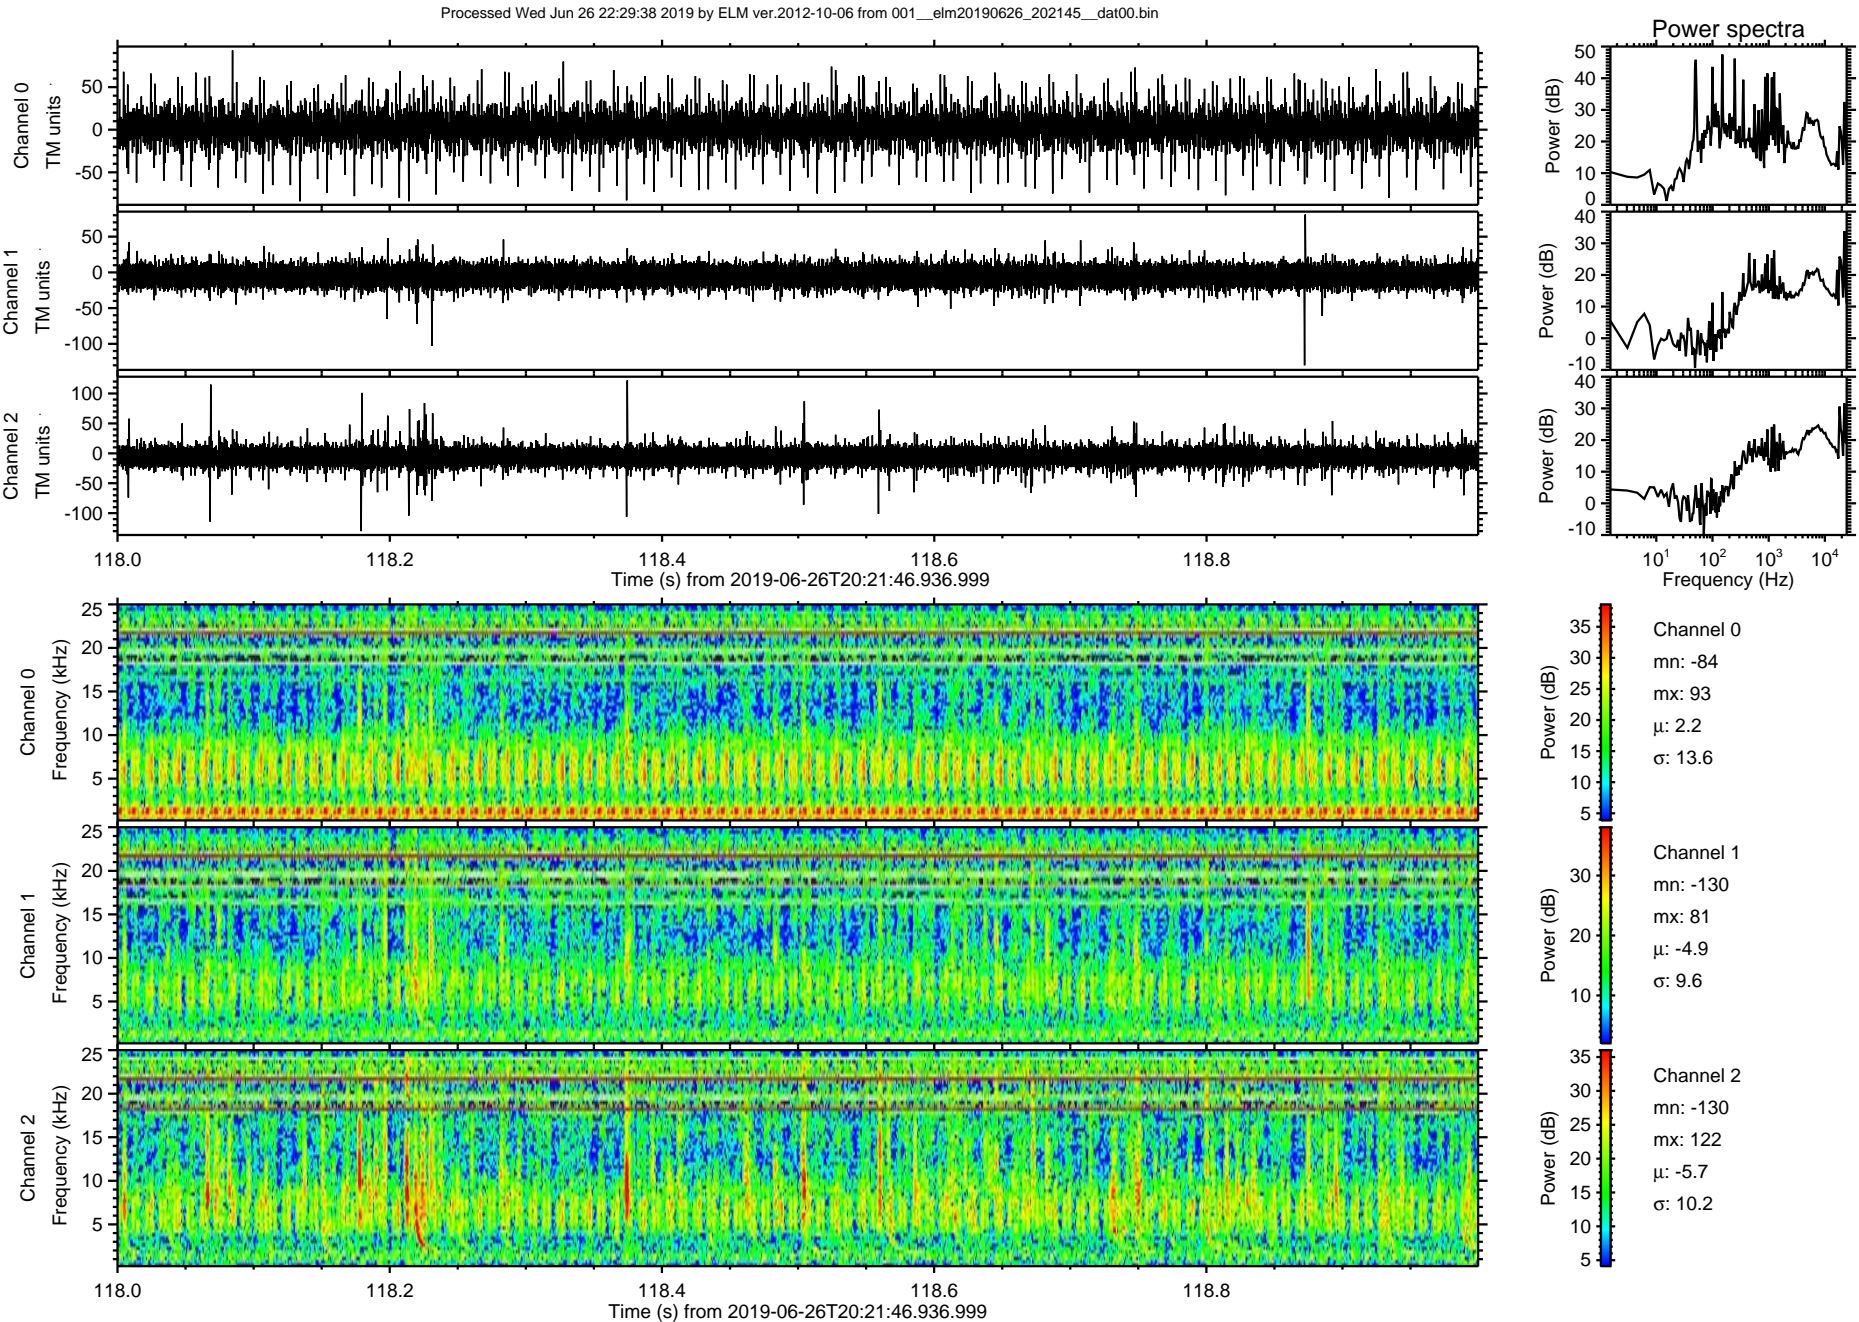 Processed Wed Jun 26 22:29:38 2019 by ELM ver.2012-10-06 from 001__elm20190626_202145__dat00.bin
Power spectra
Channel 0
TM units
50
0
-50
Power (dB)
50
40
30
20
10
0
Channel 1
TM units
50
0
-50
-100
Power (dB)
40
30
20
10
0
-10
Channel 2
TM units
100
50
0
-50
-100
Power (dB)
40
30
20
10
0
-10
118.0 118.2 118.4 118.6 118.8
Time (s) from 2019-06-26T20:21:46.936.999
10¹ 10² 10³ 10⁴
Frequency (Hz)
Channel 0
Frequency (kHz)
25
20
15
10
5
Power (dB)
35
30
25
20
15
10
5
Channel 0
mn: -84
mx: 93
µ: 2.2
σ: 13.6
Channel 1
Frequency (kHz)
25
20
15
10
5
Power (dB)
30
20
10
Channel 1
mn: -130
mx: 81
µ: -4.9
σ: 9.6
Channel 2
Frequency (kHz)
25
20
15
10
5
Power (dB)
35
30
25
20
15
10
5
Channel 2
mn: -130
mx: 122
µ: -5.7
σ: 10.2
118.0 118.2 118.4 118.6 118.8
Time (s) from 2019-06-26T20:21:46.936.999